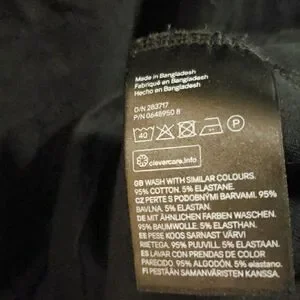 Made in Bangladesh
Fabriqué en Bangladesh
Hecho en Bangladesh
O/N 283717
P/N 0648950 8
40
P
clevercare.info
GB WASH WITH SIMILAR COLOURS.
95% COTTON. 5% ELASTANE.
CZ PERTE S PODOBNÝMI BARVAMI. 95%
BAVLNA. 5% ELASTAN.
DE MIT ÄHNLICHEN FARBEN WASCHEN.
95% BAUMWOLLE. 5% ELASTHAN.
EE PESE KOOS SARNAST VÄRVI
RIIETEGA. 95% PUUVILL. 5% ELASTAAN
ES LAVAR CON PRENDAS DE COLOR
PARECIDO. 95% ALGODÓN. 5% elastano.
FI PESTÄÄN SAMANVÄRISTEN KANSSA.